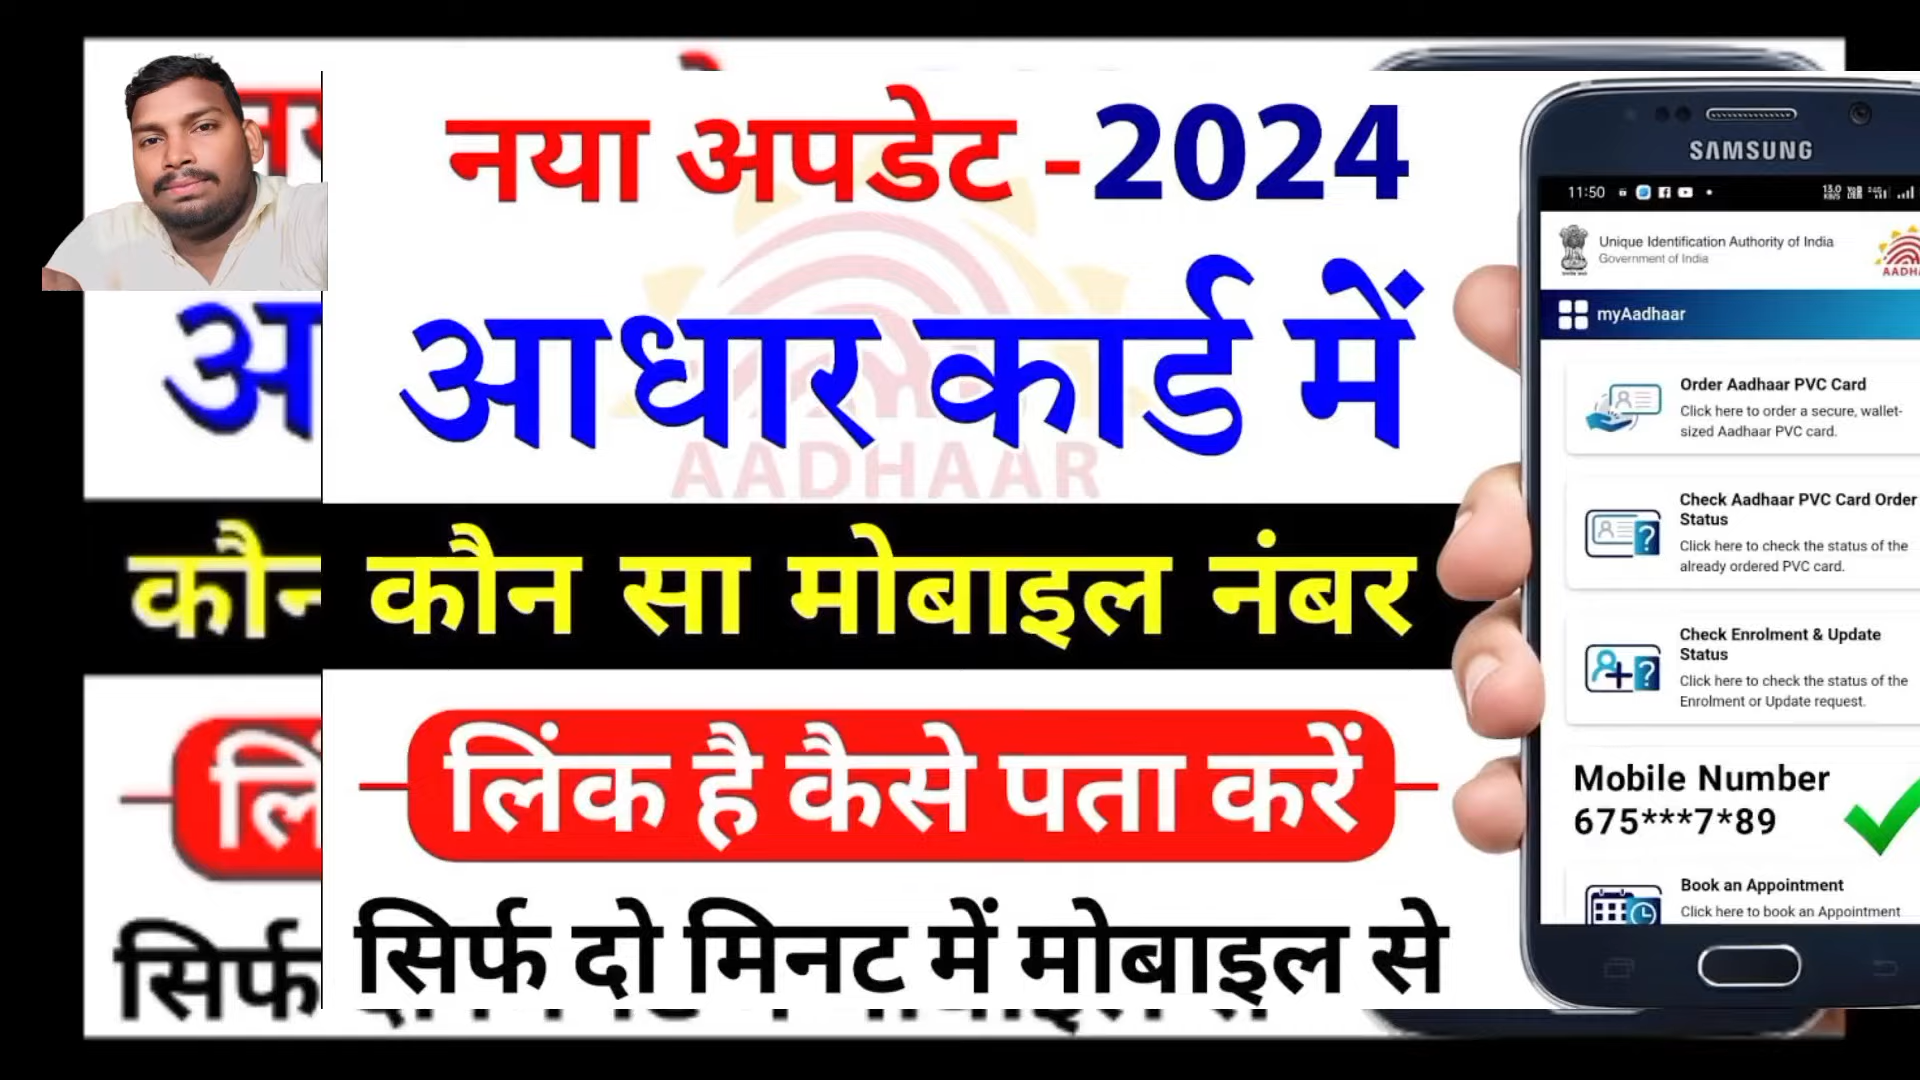 नया अपडेट -2024
आधार कार्ड में
AADHAAR
कौन सा मोबाइल नंबर
लिंक है कैसे पता करें
सिर्फ दो मिनट में मोबाइल से
कौन
सिर्फ
SAMSUNG
11:50
Unique Identification Authority of India
Government of India
myAadhaar
Order Aadhaar PVC Card
Click here to order a secure, wallet-
sized Aadhaar PVC card.
Check Aadhaar PVC Card Order
Status
Click here to check the status of the
already ordered PVC card.
Check Enrolment & Update
Status
Click here to check the status of the
Enrolment or Update request.
Mobile Number
675***7*89
Book an Appointment
Click here to book an Appointment